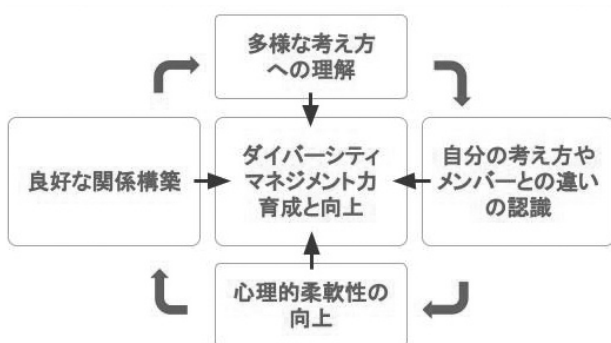 多様な考え方
への理解
良好な関係構築
ダイバーシティ
マネジメント力
育成と向上
自分の考え方や
メンバーとの違い
の認識
心理的柔軟性の
向上